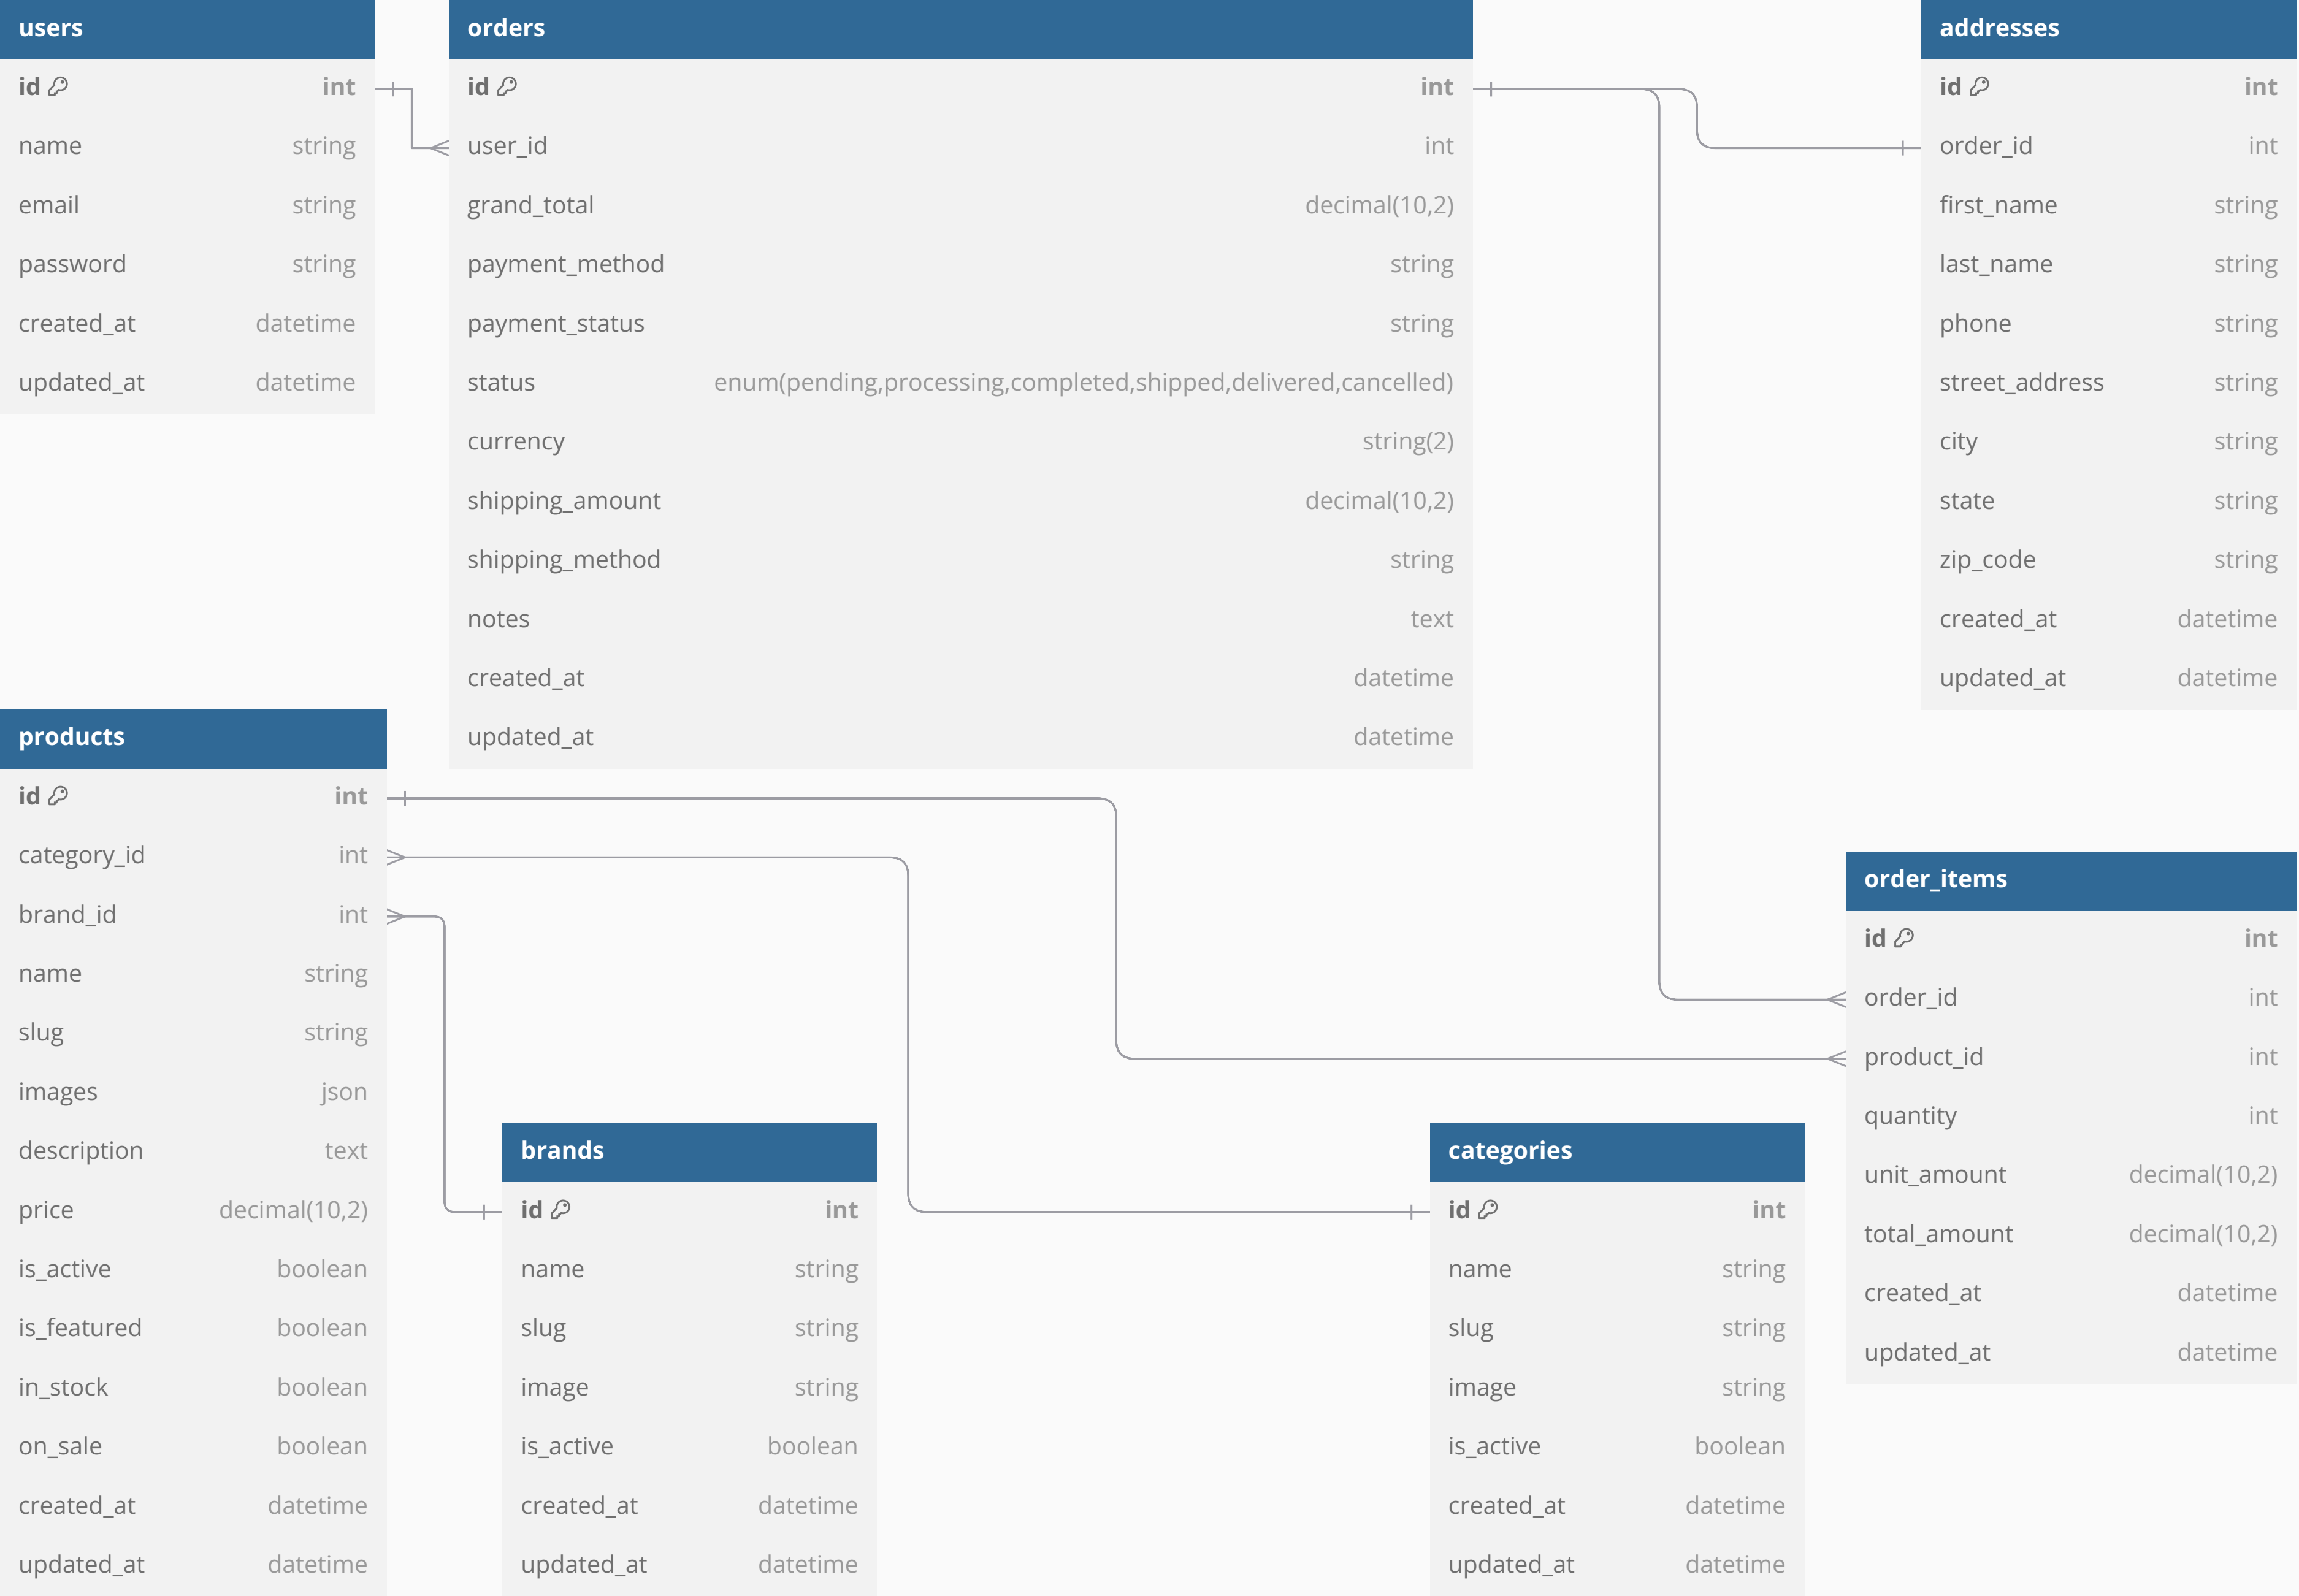 users
id int
name string
email string
password string
created_at datetime
updated_at datetime
orders
id int
user_id int
grand_total decimal(10,2)
payment_method string
payment_status string
status enum(pending,processing,completed,shipped,delivered,cancelled)
currency string(2)
shipping_amount decimal(10,2)
shipping_method string
notes text
created_at datetime
updated_at datetime
addresses
id int
order_id int
first_name string
last_name string
phone string
street_address string
city string
state string
zip_code string
created_at datetime
updated_at datetime
products
id int
category_id int
brand_id int
name string
slug string
images json
description text
price decimal(10,2)
is_active boolean
is_featured boolean
in_stock boolean
on_sale boolean
created_at datetime
updated_at datetime
brands
id int
name string
slug string
image string
is_active boolean
created_at datetime
updated_at datetime
categories
id int
name string
slug string
image string
is_active boolean
created_at datetime
updated_at datetime
order_items
id int
order_id int
product_id int
quantity int
unit_amount decimal(10,2)
total_amount decimal(10,2)
created_at datetime
updated_at datetime